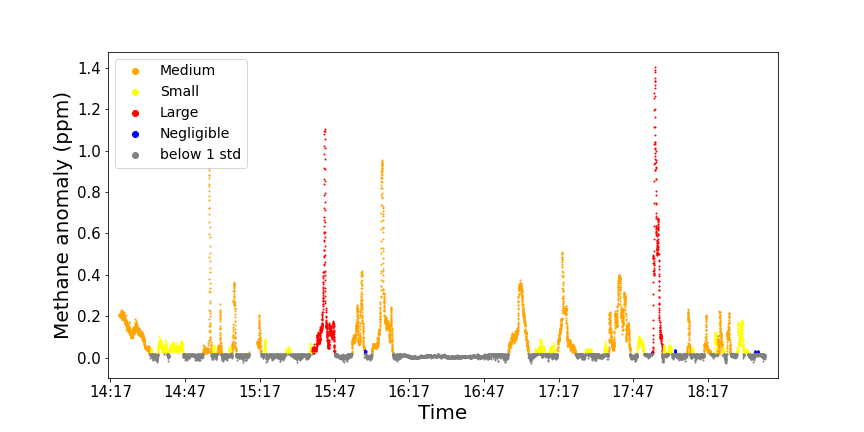 Methane anomaly (ppm)
1.4
1.2
1.0
0.8
0.6
0.4
0.2
0.0
Medium
Small
Large
Negligible
below 1 std
14:17 14:47 15:17 15:47 16:17 16:47 17:17 17:47 18:17
Time